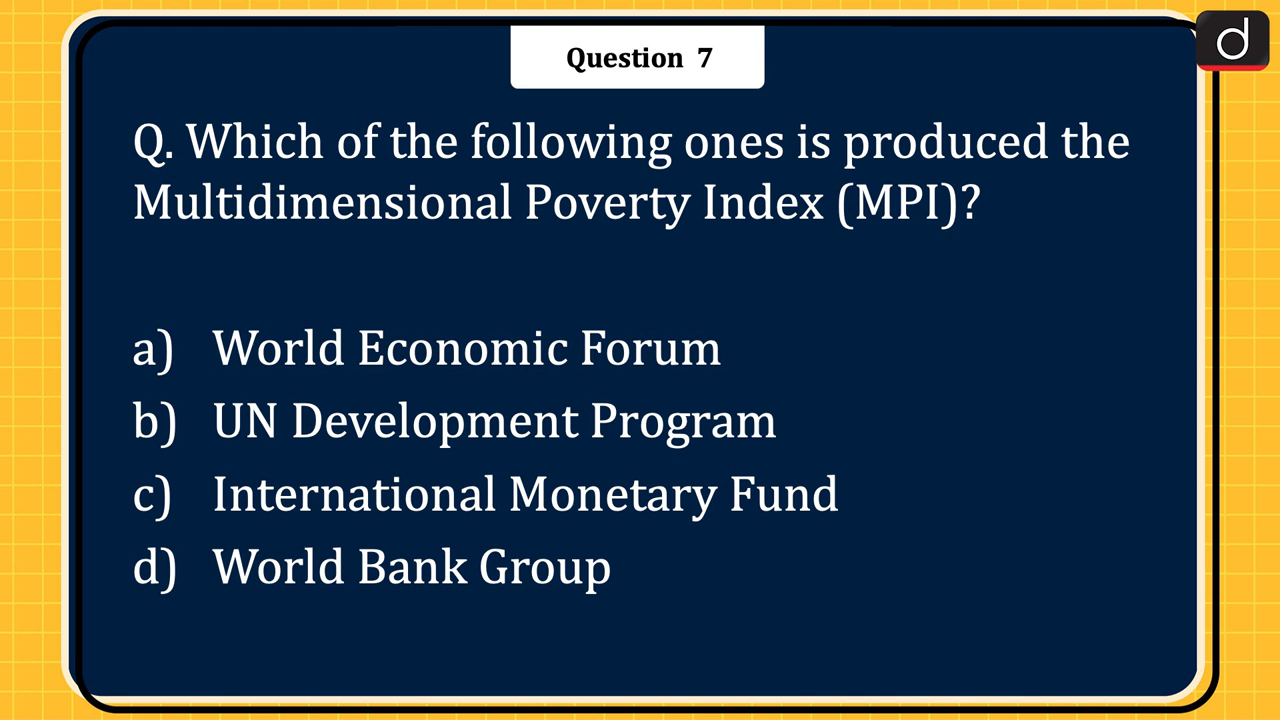 Question 7
d
Q. Which of the following ones is produced the
Multidimensional Poverty Index (MPI)?
a) World Economic Forum
b) UN Development Program
c) International Monetary Fund
d) World Bank Group